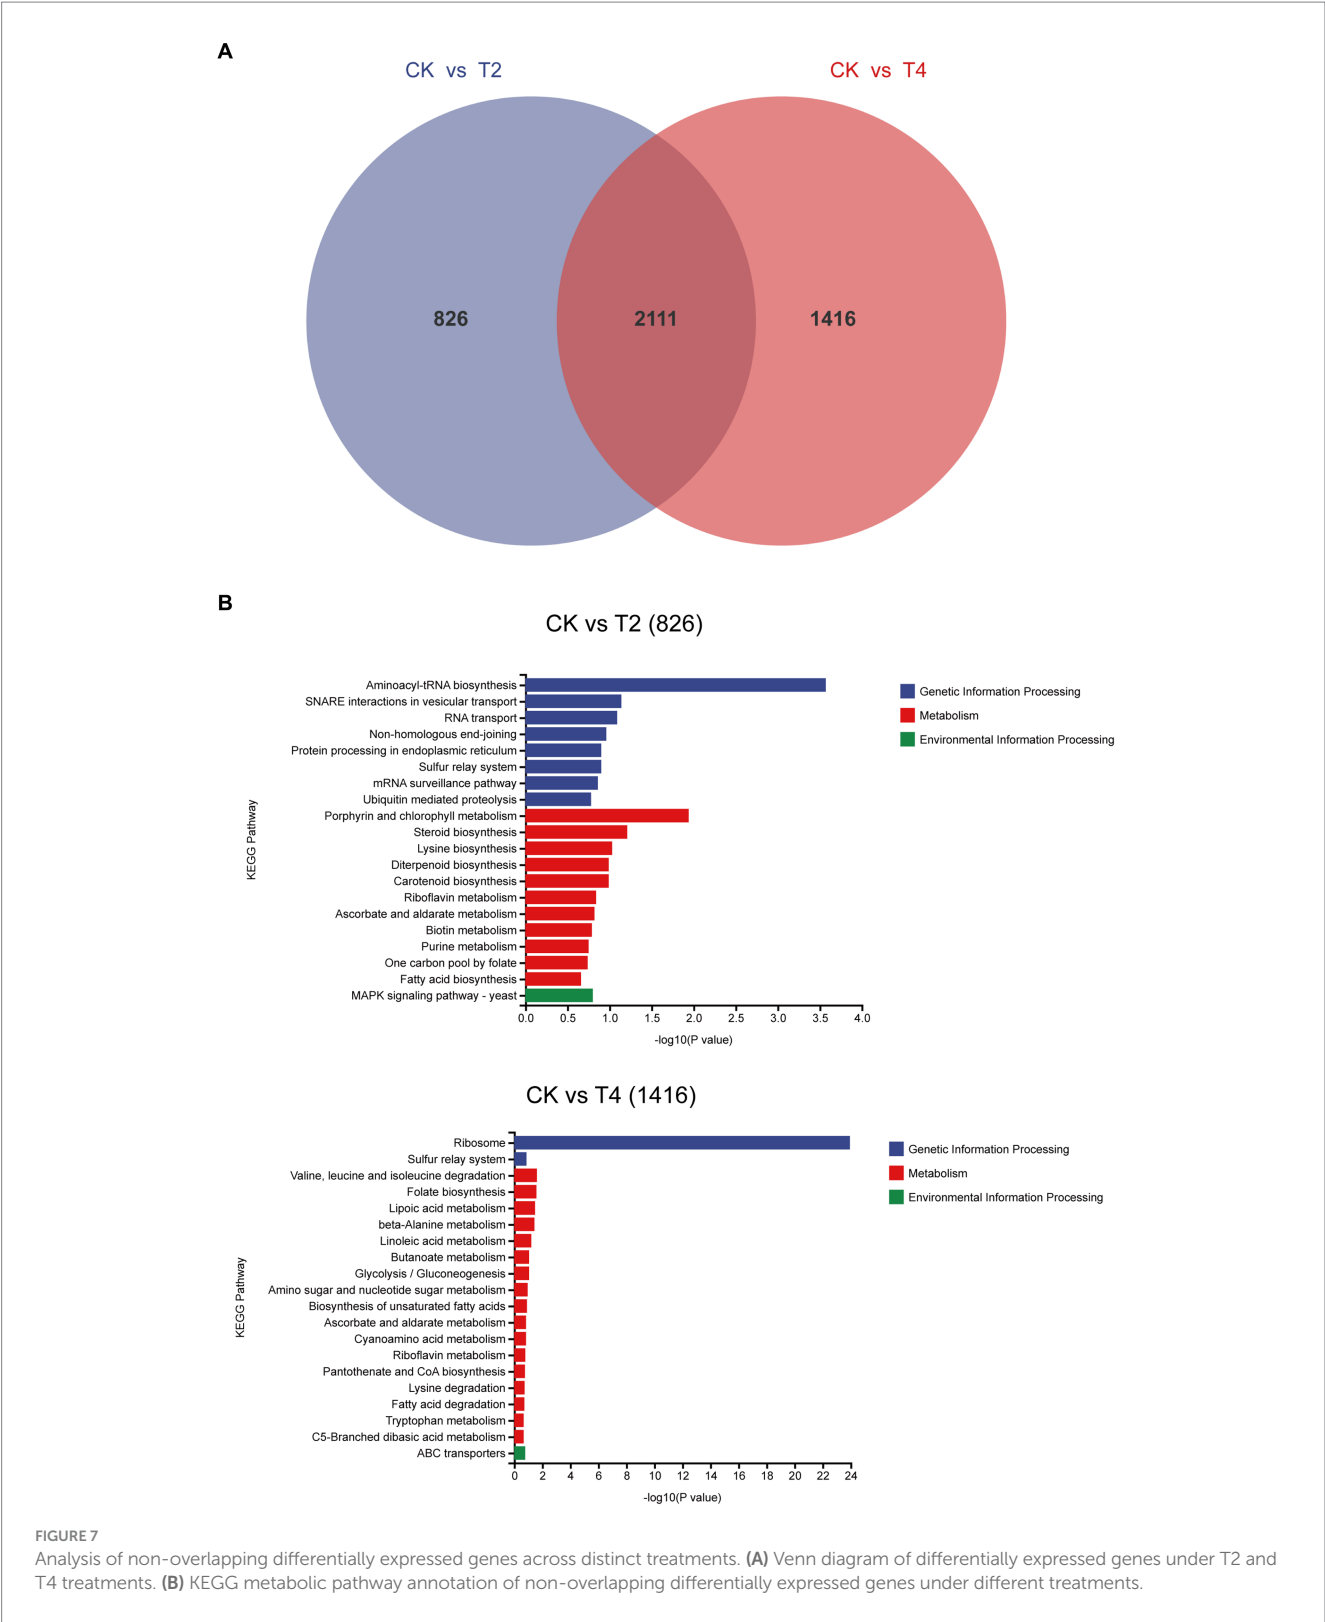 A
CK vs T2
CK vs T4
826
2111
1416
B
CK vs T2 (826)
KEGG Pathway
Aminoacyl-tRNA biosynthesis
SNARE interactions in vesicular transport
RNA transport
Non-homologous end-joining
Protein processing in endoplasmic reticulum
Sulfur relay system
mRNA surveillance pathway
Ubiquitin mediated proteolysis
Porphyrin and chlorophyll metabolism
Steroid biosynthesis
Lysine biosynthesis
Diterpenoid biosynthesis
Carotenoid biosynthesis
Riboflavin metabolism
Ascorbate and aldarate metabolism
Biotin metabolism
Purine metabolism
One carbon pool by folate
Fatty acid biosynthesis
MAPK signaling pathway - yeast
0.0 0.5 1.0 1.5 2.0 2.5 3.0 3.5 4.0
-log10(P value)
Genetic Information Processing
Metabolism
Environmental Information Processing
CK vs T4 (1416)
KEGG Pathway
Ribosome
Sulfur relay system
Valine, leucine and isoleucine degradation
Folate biosynthesis
Lipoic acid metabolism
beta-Alanine metabolism
Linoleic acid metabolism
Butanoate metabolism
Glycolysis / Gluconeogenesis
Amino sugar and nucleotide sugar metabolism
Biosynthesis of unsaturated fatty acids
Ascorbate and aldarate metabolism
Cyanoamino acid metabolism
Riboflavin metabolism
Pantothenate and CoA biosynthesis
Lysine degradation
Fatty acid degradation
Tryptophan metabolism
C5-Branched dibasic acid metabolism
ABC transporters
0 2 4 6 8 10 12 14 16 18 20 22 24
-log10(P value)
Genetic Information Processing
Metabolism
Environmental Information Processing
FIGURE 7
Analysis of non-overlapping differentially expressed genes across distinct treatments. (A) Venn diagram of differentially expressed genes under T2 and
T4 treatments. (B) KEGG metabolic pathway annotation of non-overlapping differentially expressed genes under different treatments.